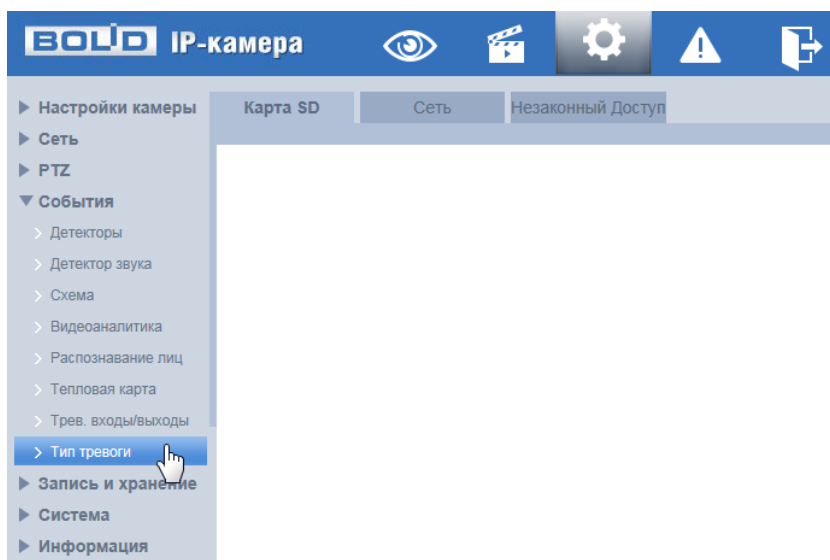 BOLID IP-камера
Настройки камеры
Сеть
PTZ
События
Детекторы
Детектор звука
Схема
Видеоаналитика
Распознавание лиц
Тепловая карта
Трев. входы/выходы
Тип тревоги
Запись и хранение
Система
Информация
Карта SD
Сеть
Незаконный Доступ